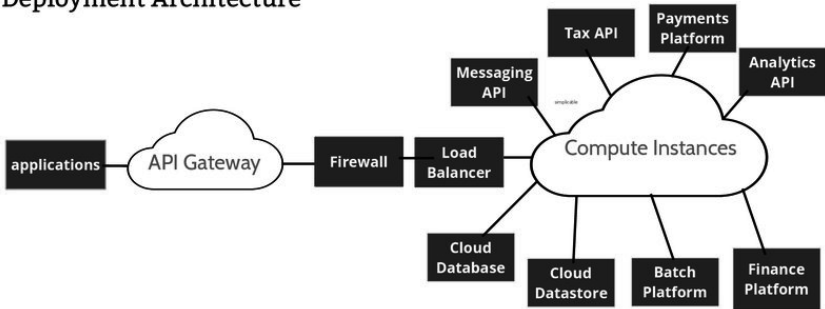 Deployment Architecture
Tax API
Payments
Platform
Analytics
API
Messaging
API
applications
API Gateway
Firewall
Load
Balancer
Compute Instances
Cloud
Database
Cloud
Datastore
Batch
Platform
Finance
Platform